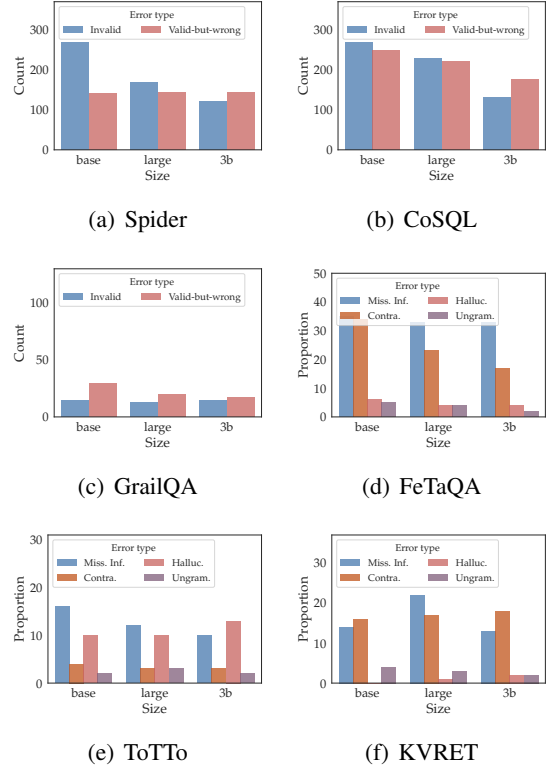 Error type
Invalid Valid-but-wrong
300
200
100
0
Count
base large 3b
Size
(a) Spider
Error type
Invalid Valid-but-wrong
300
200
100
0
Count
base large 3b
Size
(b) CoSQL
Error type
Invalid Valid-but-wrong
100
50
0
Count
base large 3b
Size
(c) GrailQA
Error type
Miss. Inf. Halluc.
Contra. Ungram.
50
40
30
20
10
0
Proportion
base large 3b
Size
(d) FeTaQA
Error type
Miss. Inf. Halluc.
Contra. Ungram.
30
20
10
0
Proportion
base large 3b
Size
(e) ToTTo
Error type
Miss. Inf. Halluc.
Contra. Ungram.
30
20
10
0
Proportion
base large 3b
Size
(f) KVRET